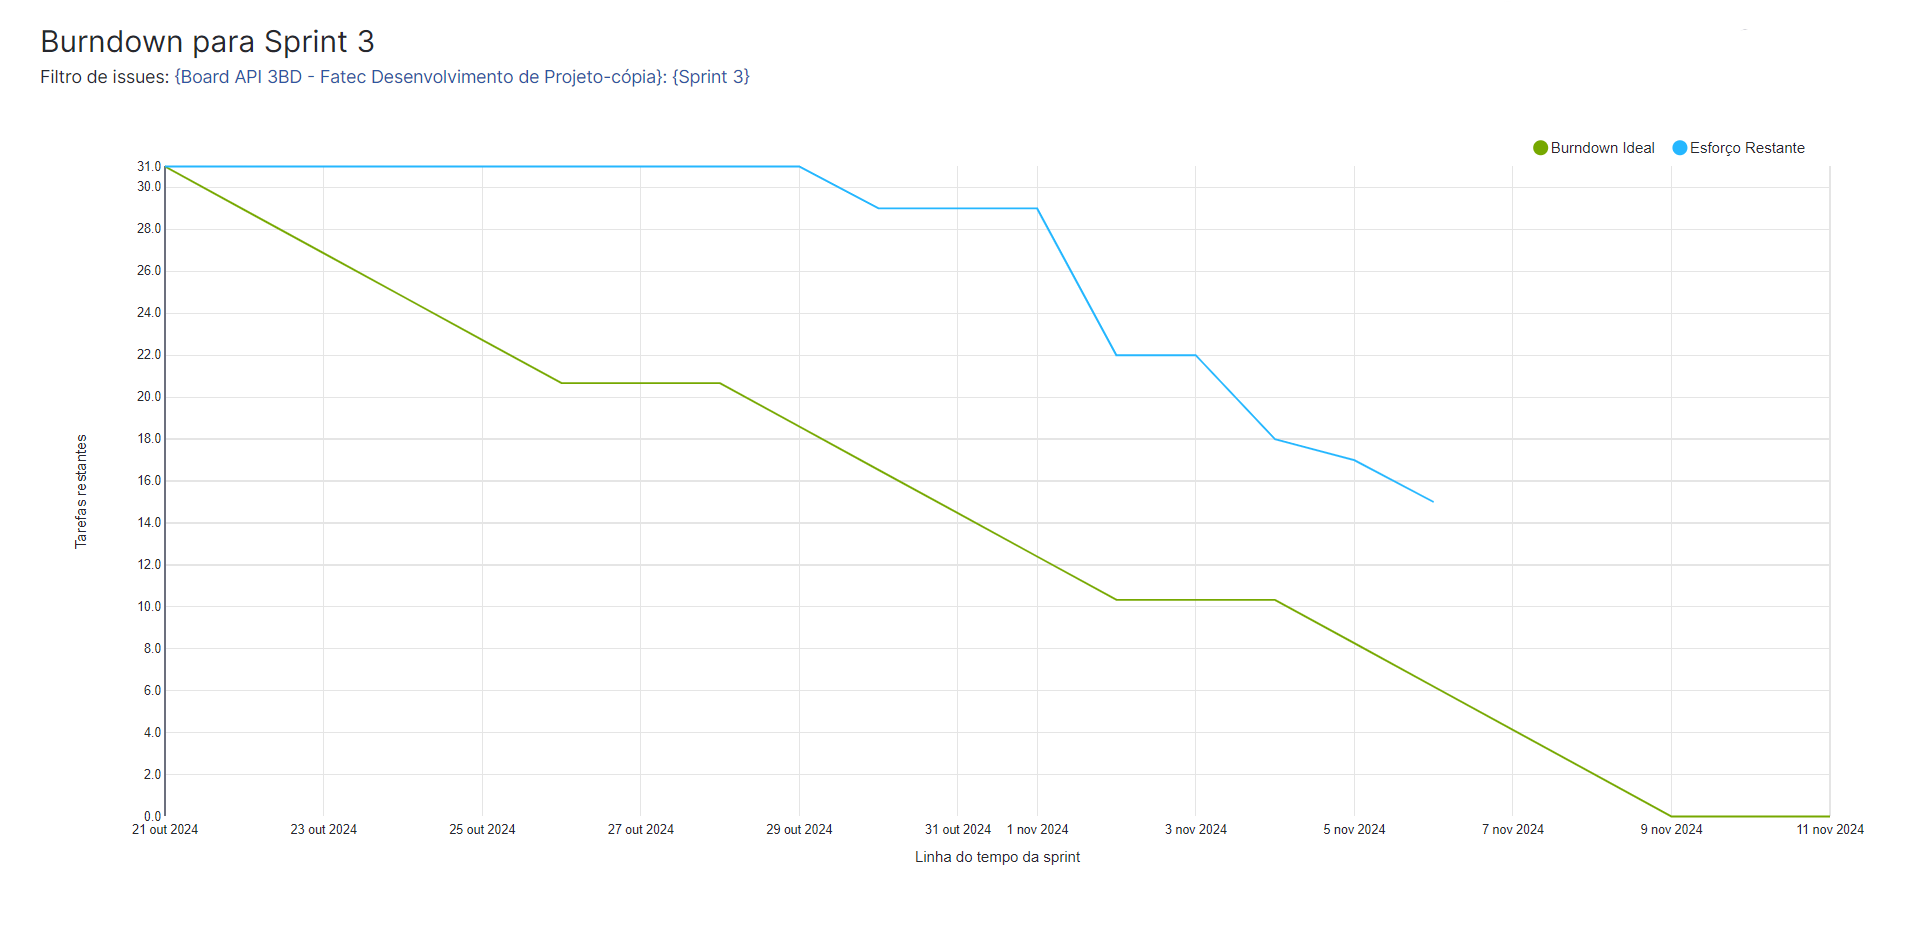 Burndown para Sprint 3
Filtro de issues: {Board API 3BD - Fatec Desenvolvimento de Projeto-cópia}: {Sprint 3}
Burndown Ideal
Esforço Restante
31.0
30.0
28.0
26.0
24.0
22.0
20.0
18.0
16.0
14.0
12.0
10.0
8.0
6.0
4.0
2.0
0.0
Tarefas restantes
21 out 2024 23 out 2024 25 out 2024 27 out 2024 29 out 2024 31 out 2024 1 nov 2024 3 nov 2024 5 nov 2024 7 nov 2024 9 nov 2024 11 nov 2024
Linha do tempo da sprint